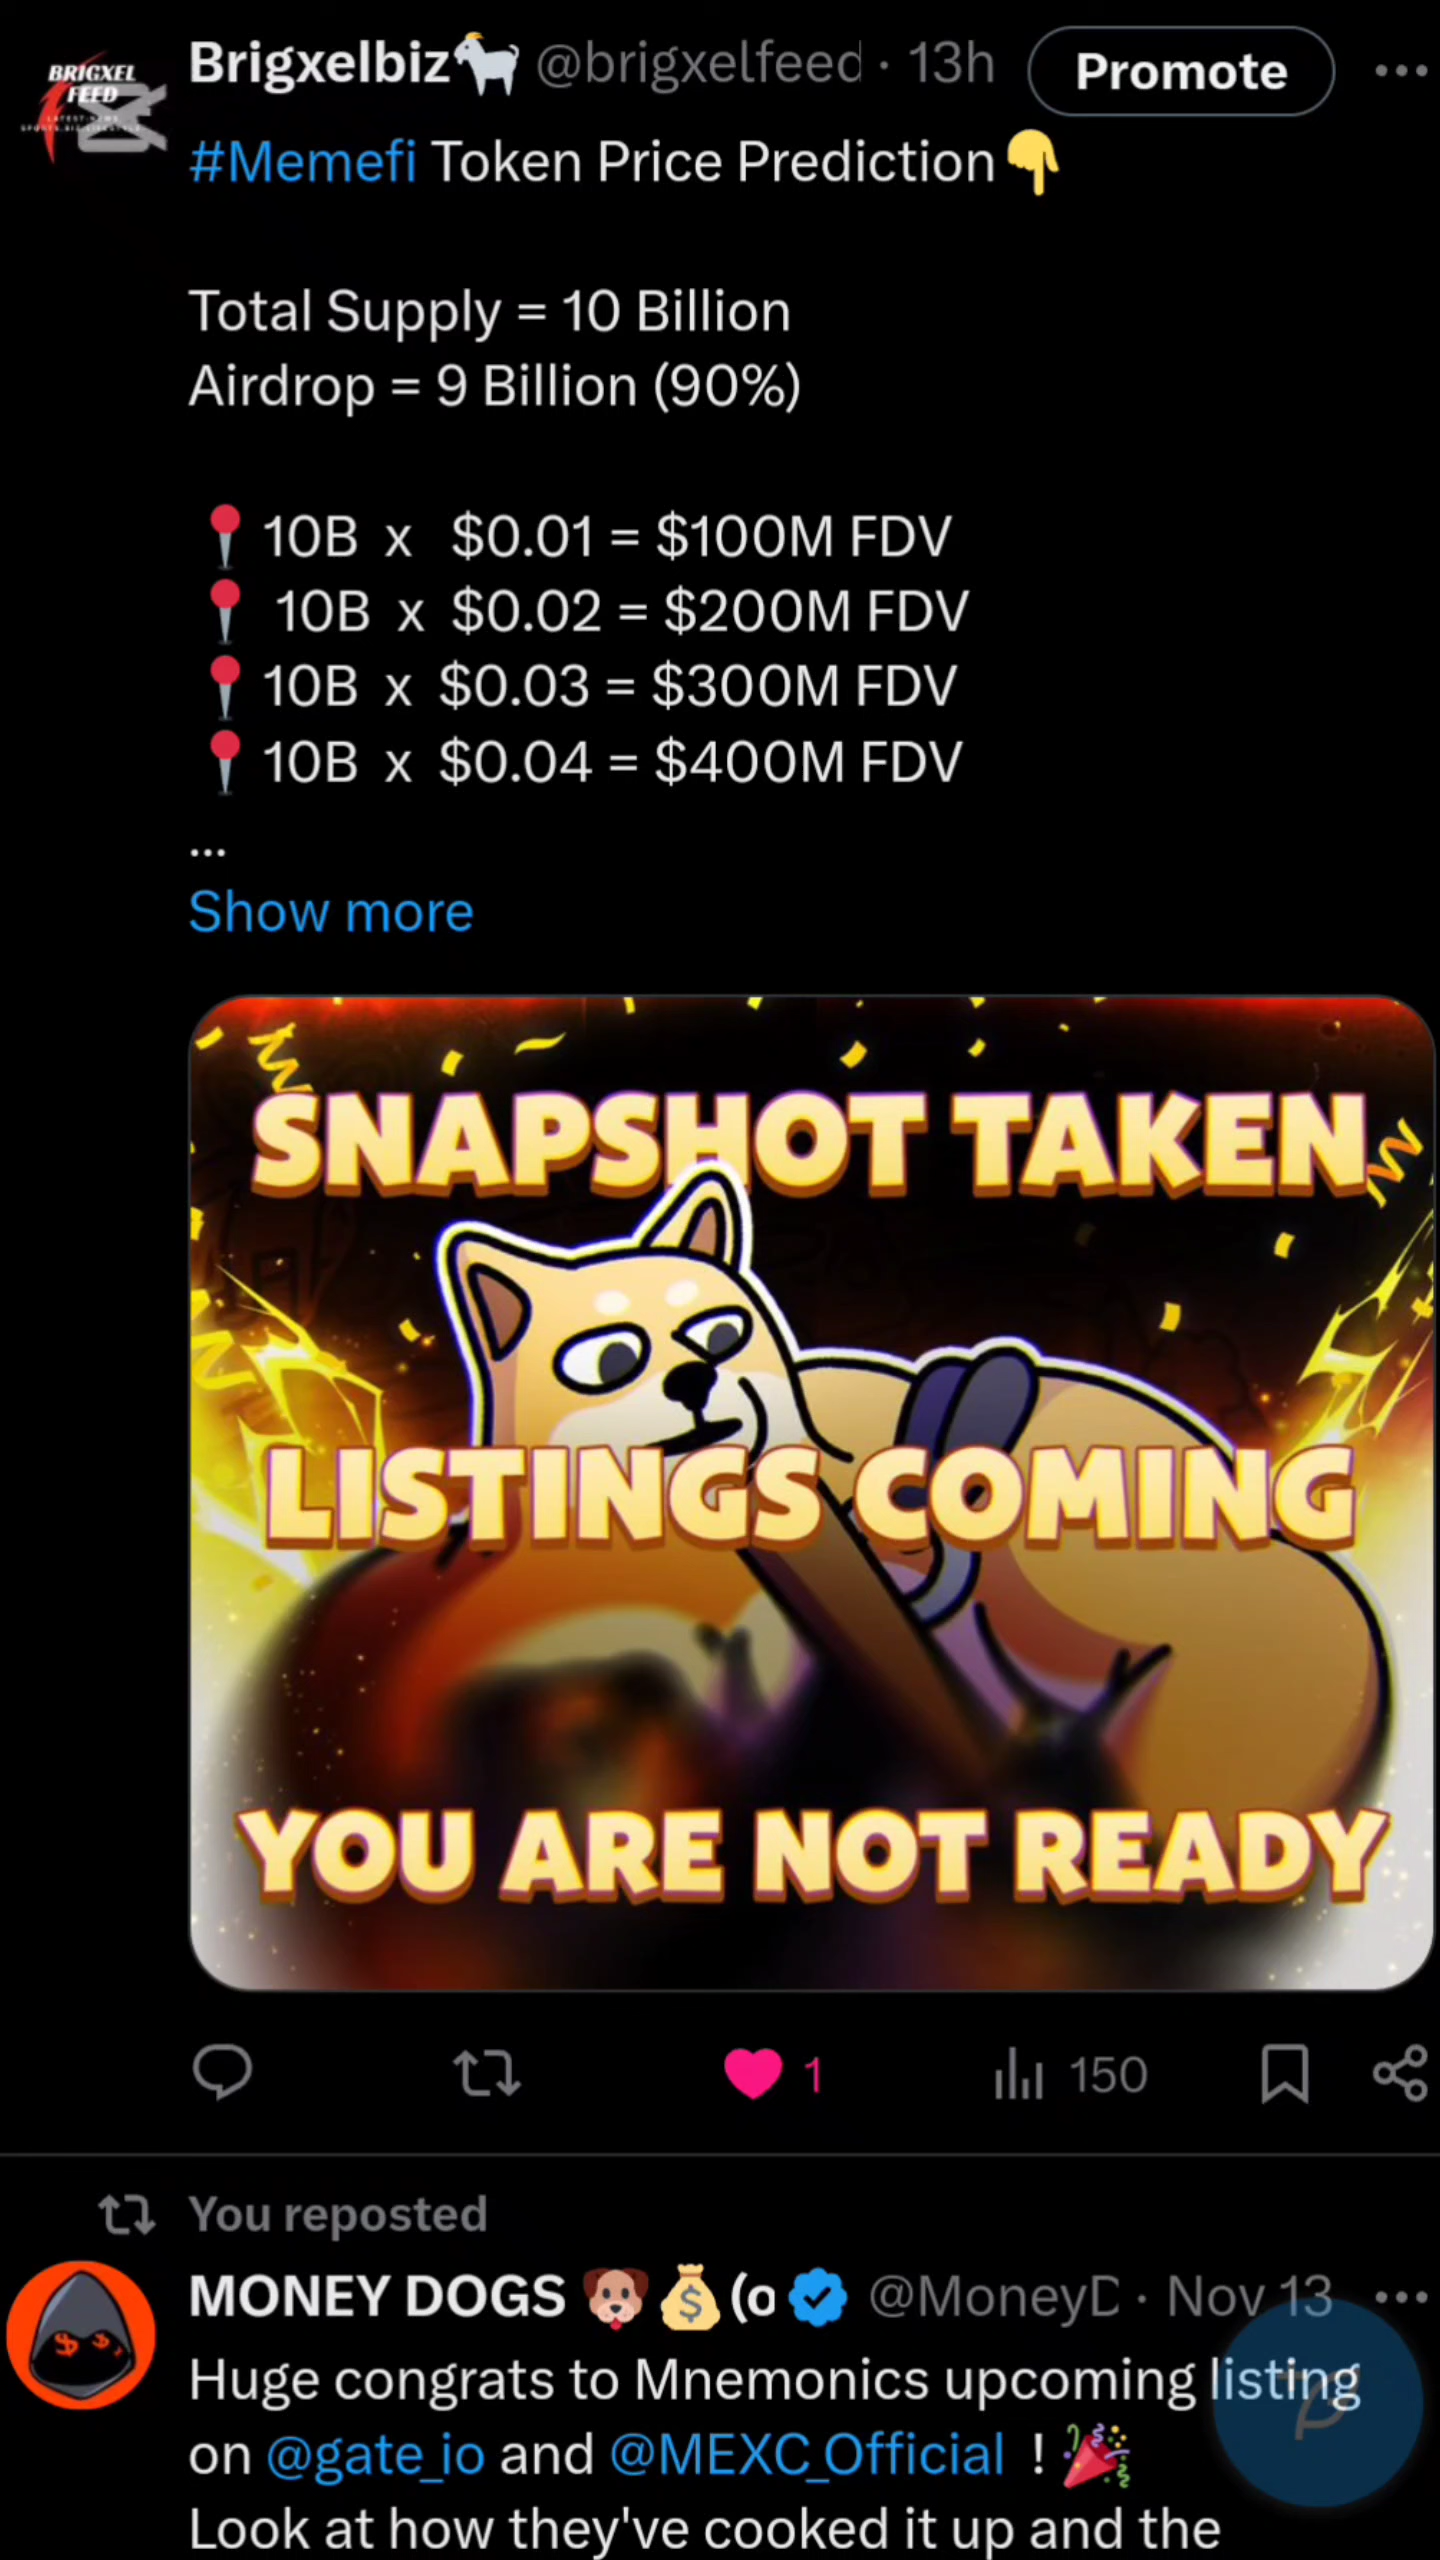 BRIGXEL
FEED
Brigxelbiz🐐 @brigxelfeed · 13h
Promote
#Memefi Token Price Prediction👇
Total Supply = 10 Billion
Airdrop = 9 Billion (90%)
📍10B x $0.01 = $100M FDV
📍 10B x $0.02 = $200M FDV
📍10B x $0.03 = $300M FDV
📍10B x $0.04 = $400M FDV
...
Show more
SNAPSHOT TAKEN
LISTINGS COMING
YOU ARE NOT READY
1 150
You reposted
MONEY DOGS 🐶💰(o @MoneyD · Nov 13
Huge congrats to Mnemonics upcoming listing
on @gate_io and @MEXC_Official ! 🎉
Look at how they've cooked it up and the